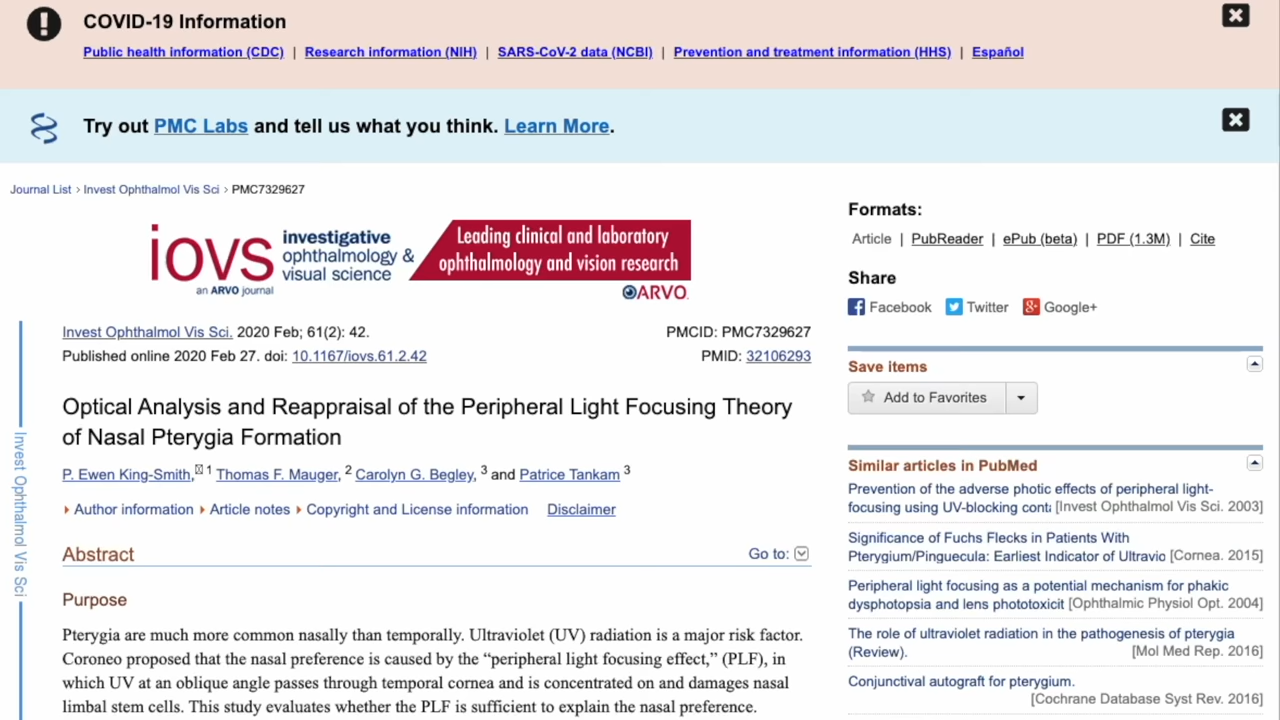 COVID-19 Information
Public health information (CDC) | Research information (NIH) | SARS-CoV-2 data (NCBI) | Prevention and treatment information (HHS) | Español
Try out PMC Labs and tell us what you think. Learn More.
Journal List › Invest Ophthalmol Vis Sci › PMC7329627
iovs
an ARVO journal
investigative
ophthalmology &
visual science
Leading clinical and laboratory
ophthalmology and vision research
ARVO
Invest Ophthalmol Vis Sci. 2020 Feb; 61(2): 42.
PMCID: PMC7329627
Published online 2020 Feb 27. doi: 10.1167/iovs.61.2.42
PMID: 32106293
Optical Analysis and Reappraisal of the Peripheral Light Focusing Theory
of Nasal Pterygia Formation
P. Ewen King-Smith, 1 Thomas F. Mauger, 2 Carolyn G. Begley, 3 and Patrice Tankam 3
Author information Article notes Copyright and License information Disclaimer
Abstract
Go to:
Purpose
Pterygia are much more common nasally than temporally. Ultraviolet (UV) radiation is a major risk factor.
Coroneo proposed that the nasal preference is caused by the “peripheral light focusing effect,” (PLF), in
which UV at an oblique angle passes through temporal cornea and is concentrated on and damages nasal
limbal stem cells. This study evaluates whether the PLF is sufficient to explain the nasal preference.
Invest Ophthalmol Vis Sci
Formats:
Article | PubReader | ePub (beta) | PDF (1.3M) | Cite
Share
Facebook Twitter Google+
Save items
Add to Favorites
Similar articles in PubMed
Prevention of the adverse photic effects of peripheral light-
focusing using UV-blocking conta [Invest Ophthalmol Vis Sci. 2003]
Significance of Fuchs Flecks in Patients With
Pterygium/Pinguecula: Earliest Indicator of Ultravio [Cornea. 2015]
Peripheral light focusing as a potential mechanism for phakic
dysphotopsia and lens phototoxicit [Ophthalmic Physiol Opt. 2004]
The role of ultraviolet radiation in the pathogenesis of pterygia
(Review). [Mol Med Rep. 2016]
Conjunctival autograft for pterygium.
[Cochrane Database Syst Rev. 2016]